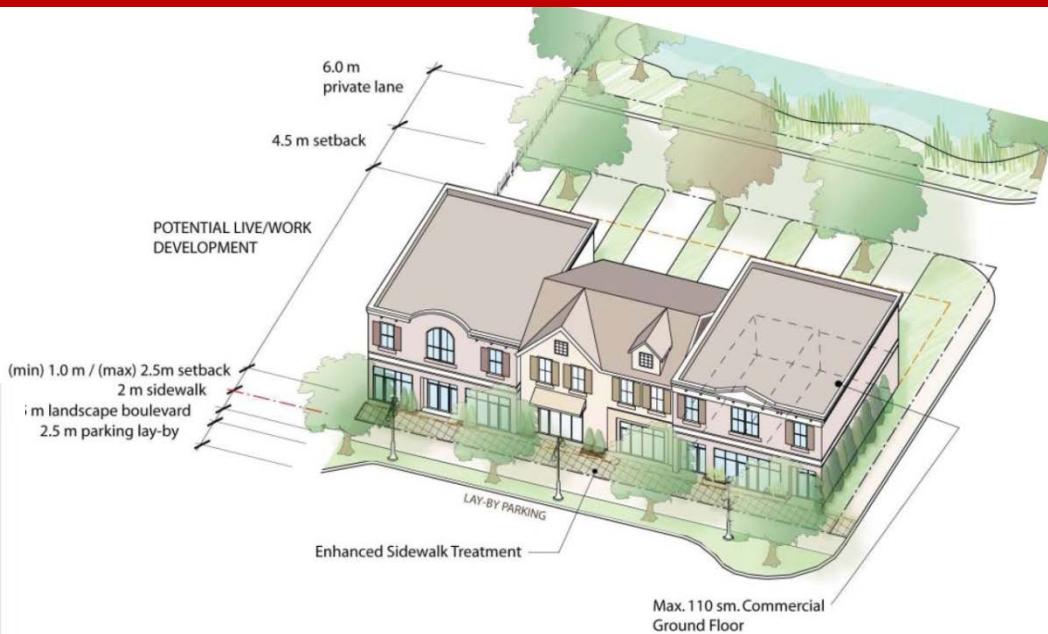 6.0 m
private lane
4.5 m setback
POTENTIAL LIVE/WORK
DEVELOPMENT
(min) 1.0 m / (max) 2.5m setback
2 m sidewalk
m landscape boulevard
2.5 m parking lay-by
LAY-BY PARKING
Enhanced Sidewalk Treatment
Max. 110 sm. Commercial
Ground Floor